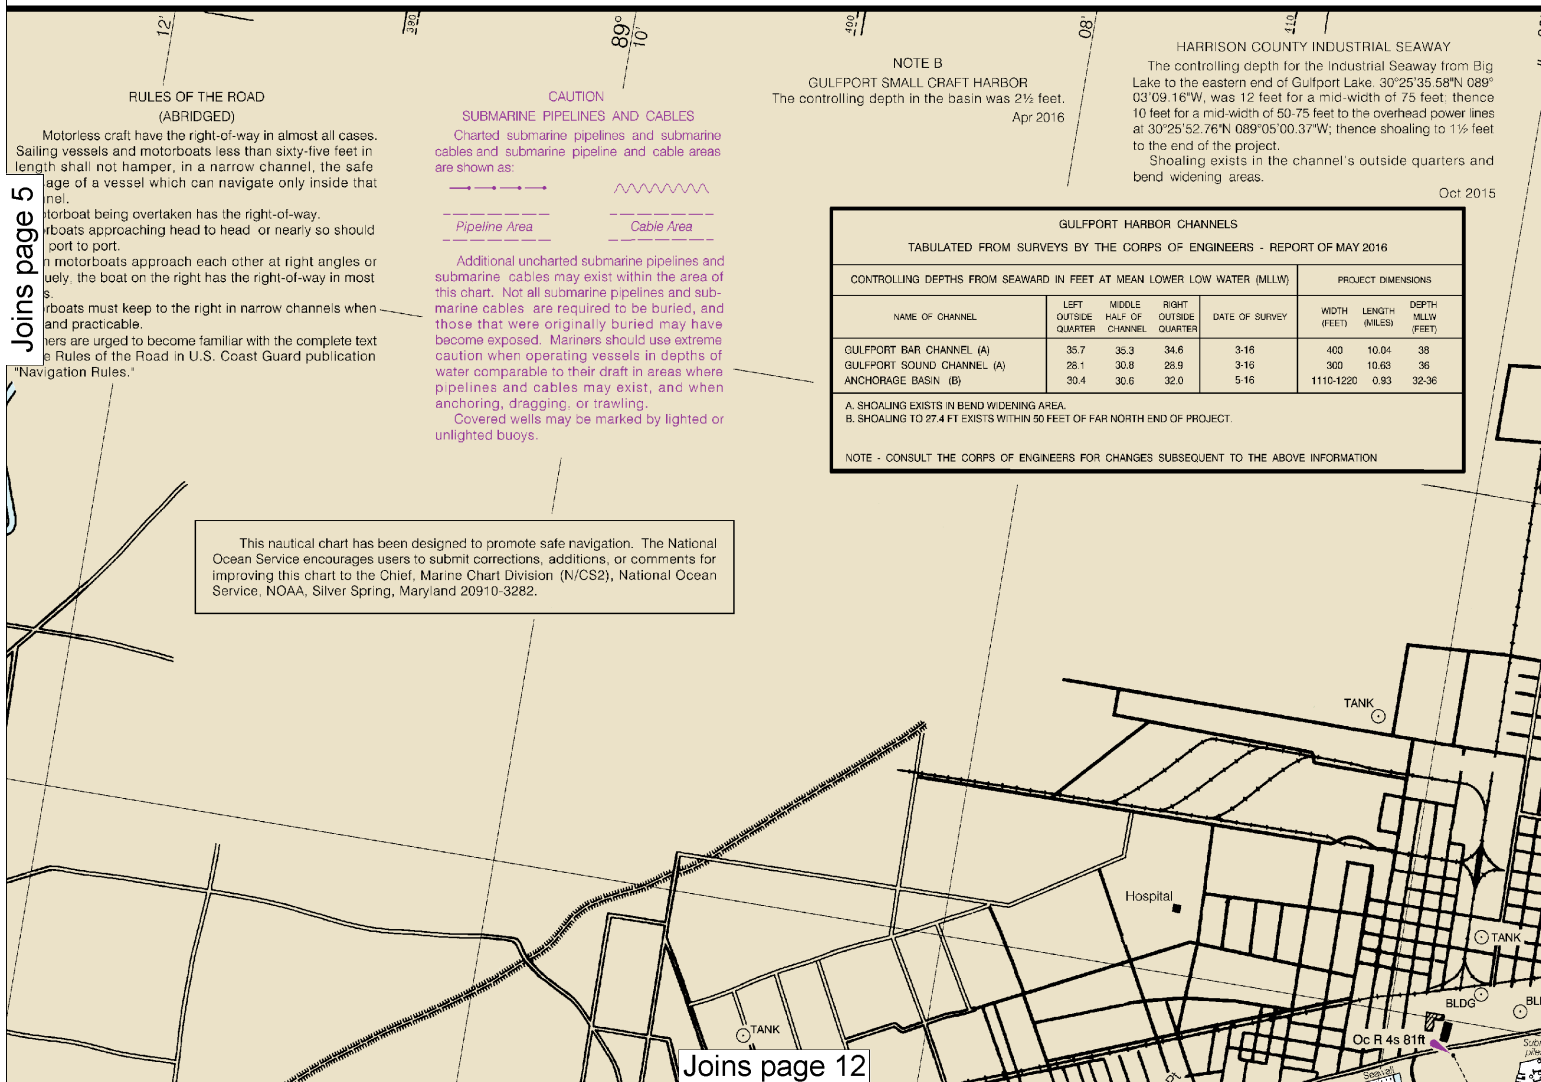 12'
390
89°
10'
400
08'
410
RULES OF THE ROAD
(ABRIDGED)
Motorless craft have the right-of-way in almost all cases.
Sailing vessels and motorboats less than sixty-five feet in
length shall not hamper, in a narrow channel, the safe
age of a vessel which can navigate only inside that
nel.
otorboat being overtaken has the right-of-way.
rboats approaching head to head or nearly so should
port to port.
n motorboats approach each other at right angles or
uely, the boat on the right has the right-of-way in most
s.
rboats must keep to the right in narrow channels when
and practicable.
ners are urged to become familiar with the complete text
e Rules of the Road in U.S. Coast Guard publication
"Navigation Rules."
Joins page 5
CAUTION
SUBMARINE PIPELINES AND CABLES
Charted submarine pipelines and submarine
cables and submarine pipeline and cable areas
are shown as:
Pipeline Area
Cable Area
Additional uncharted submarine pipelines and
submarine cables may exist within the area of
this chart. Not all submarine pipelines and sub-
marine cables are required to be buried, and
those that were originally buried may have
become exposed. Mariners should use extreme
caution when operating vessels in depths of
water comparable to their draft in areas where
pipelines and cables may exist, and when
anchoring, dragging, or trawling.
Covered wells may be marked by lighted or
unlighted buoys.
NOTE B
GULFPORT SMALL CRAFT HARBOR
The controlling depth in the basin was 2½ feet.
Apr 2016
HARRISON COUNTY INDUSTRIAL SEAWAY
The controlling depth for the Industrial Seaway from Big
Lake to the eastern end of Gulfport Lake. 30°25'35.58"N 089°
03'09.16"W, was 12 feet for a mid-width of 75 feet; thence
10 feet for a mid-width of 50-75 feet to the overhead power lines
at 30°25'52.76"N 089°05'00.37"W; thence shoaling to 1½ feet
to the end of the project.
Shoaling exists in the channel's outside quarters and
bend widening areas.
Oct 2015
GULFPORT HARBOR CHANNELS
TABULATED FROM SURVEYS BY THE CORPS OF ENGINEERS - REPORT OF MAY 2016
CONTROLLING DEPTHS FROM SEAWARD IN FEET AT MEAN LOWER LOW WATER (MLLW) PROJECT DIMENSIONS
NAME OF CHANNEL LEFT OUTSIDE QUARTER MIDDLE HALF OF CHANNEL RIGHT OUTSIDE QUARTER DATE OF SURVEY WIDTH (FEET) LENGTH (MILES) DEPTH MLLW (FEET)
GULFPORT BAR CHANNEL (A) 35.7 35.3 34.6 3-16 400 10.04 38
GULFPORT SOUND CHANNEL (A) 28.1 30.8 28.9 3-16 300 10.63 36
ANCHORAGE BASIN (B) 30.4 30.6 32.0 5-16 1110-1220 0.93 32-36
A. SHOALING EXISTS IN BEND WIDENING AREA.
B. SHOALING TO 27.4 FT EXISTS WITHIN 50 FEET OF FAR NORTH END OF PROJECT.
NOTE - CONSULT THE CORPS OF ENGINEERS FOR CHANGES SUBSEQUENT TO THE ABOVE INFORMATION
This nautical chart has been designed to promote safe navigation. The National
Ocean Service encourages users to submit corrections, additions, or comments for
improving this chart to the Chief, Marine Chart Division (N/CS2), National Ocean
Service, NOAA, Silver Spring, Maryland 20910-3282.
TANK
Hospital
TANK
BLDG
BL
TANK
Oc R 4s 81ft
Joins page 12